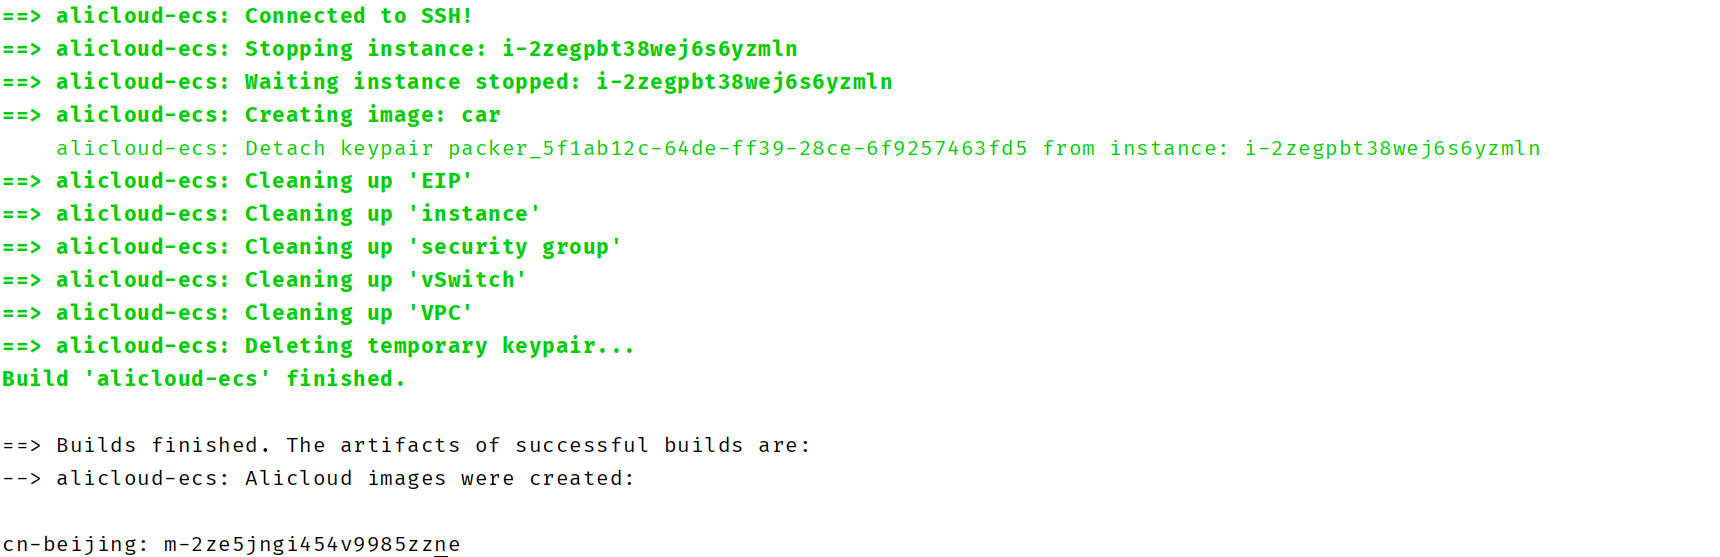 ==> alicloud-ecs: Connected to SSH!
==> alicloud-ecs: Stopping instance: i-2zegpbt38wej6s6yzmln
==> alicloud-ecs: Waiting instance stopped: i-2zegpbt38wej6s6yzmln
==> alicloud-ecs: Creating image: car
    alicloud-ecs: Detach keypair packer_5f1ab12c-64de-ff39-28ce-6f9257463fd5 from instance: i-2zegpbt38wej6s6yzmln
==> alicloud-ecs: Cleaning up 'EIP'
==> alicloud-ecs: Cleaning up 'instance'
==> alicloud-ecs: Cleaning up 'security group'
==> alicloud-ecs: Cleaning up 'vSwitch'
==> alicloud-ecs: Cleaning up 'VPC'
==> alicloud-ecs: Deleting temporary keypair...
Build 'alicloud-ecs' finished.

==> Builds finished. The artifacts of successful builds are:
--> alicloud-ecs: Alicloud images were created:

cn-beijing: m-2ze5jngi454v9985zzne